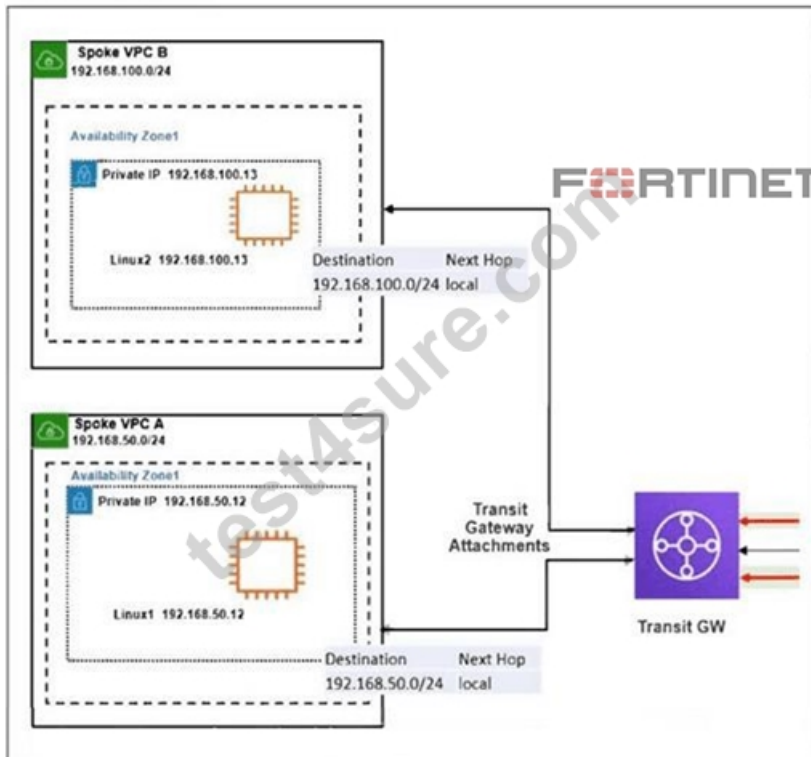 Spoke VPC B
192.168.100.0/24
Availability Zone1
Private IP 192.168.100.13
Linux2 192.168.100.13
FORTINET
Destination Next Hop
192.168.100.0/24 local
Spoke VPC A
192.168.50.0/24
Availability Zone1
Private IP 192.168.50.12
Linux1 192.168.50.12
Transit
Gateway
Attachments
Transit GW
Destination Next Hop
192.168.50.0/24 local
test4sure.com